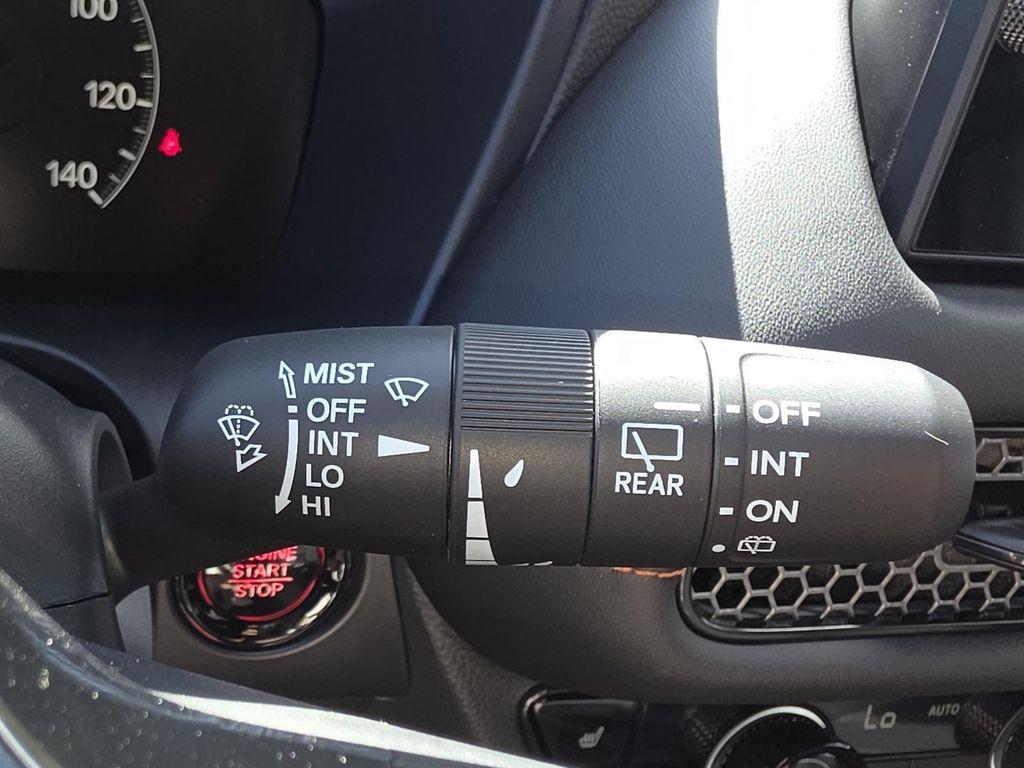 100
120
140
MIST
OFF
INT
LO
HI
REAR
OFF
INT
ON
ENGINE
START
STOP
Lo
AUTO